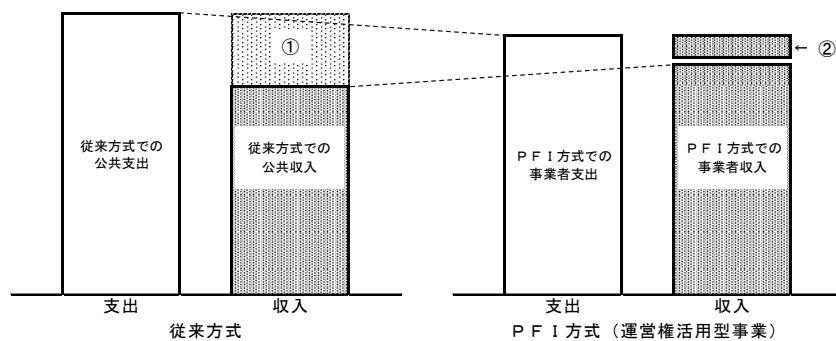 ①
従来方式での
公共支出
従来方式での
公共収入
支出
収入
従来方式
← ②
ＰＦＩ方式での
事業者支出
ＰＦＩ方式での
事業者収入
支出
収入
ＰＦＩ方式（運営権活用型事業）